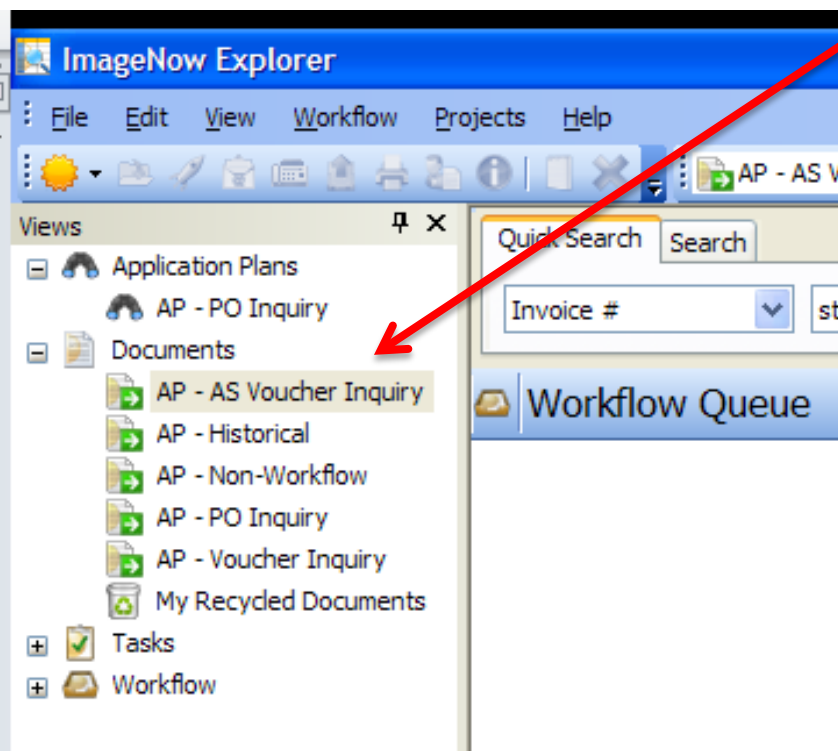 ImageNow Explorer
File Edit View Workflow Projects Help
AP - AS V
Views
Quick Search Search
Application Plans
AP - PO Inquiry
Invoice # st
Documents
AP - AS Voucher Inquiry
Workflow Queue
AP - Historical
AP - Non-Workflow
AP - PO Inquiry
AP - Voucher Inquiry
My Recycled Documents
Tasks
Workflow